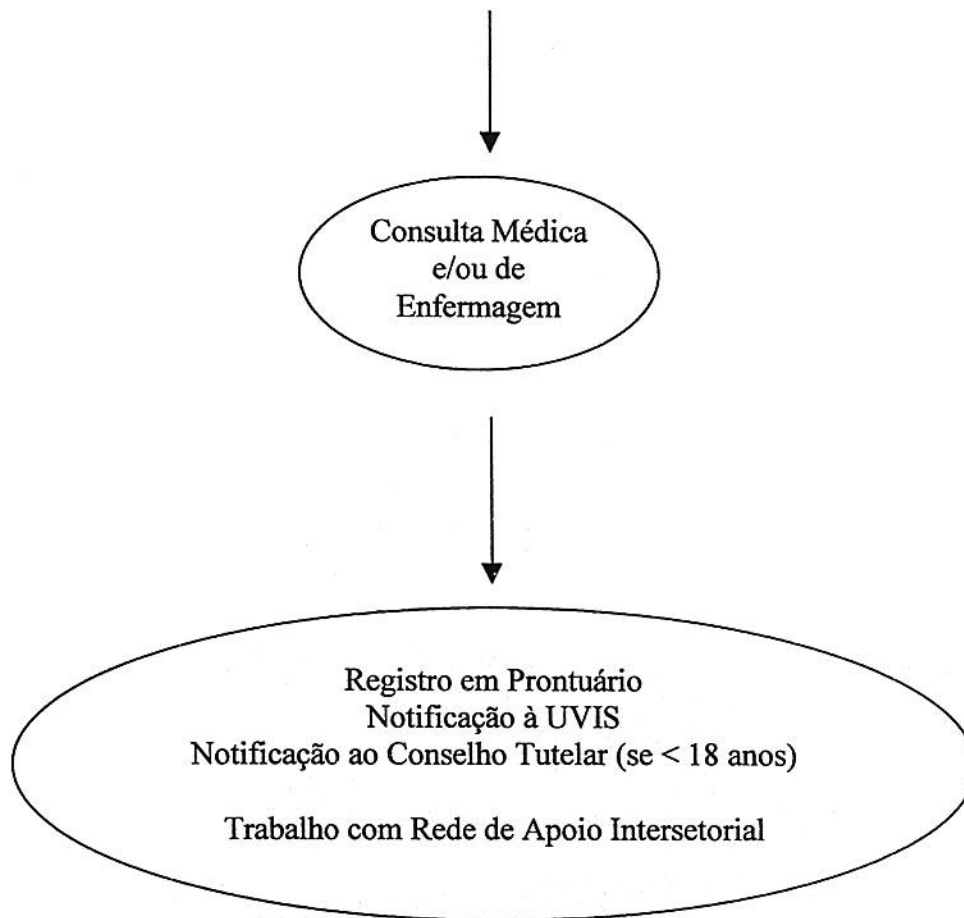 Consulta Médica
e/ou de
Enfermagem
Registro em Prontuário
Notificação à UVIS
Notificação ao Conselho Tutelar (se < 18 anos)
Trabalho com Rede de Apoio Intersetorial